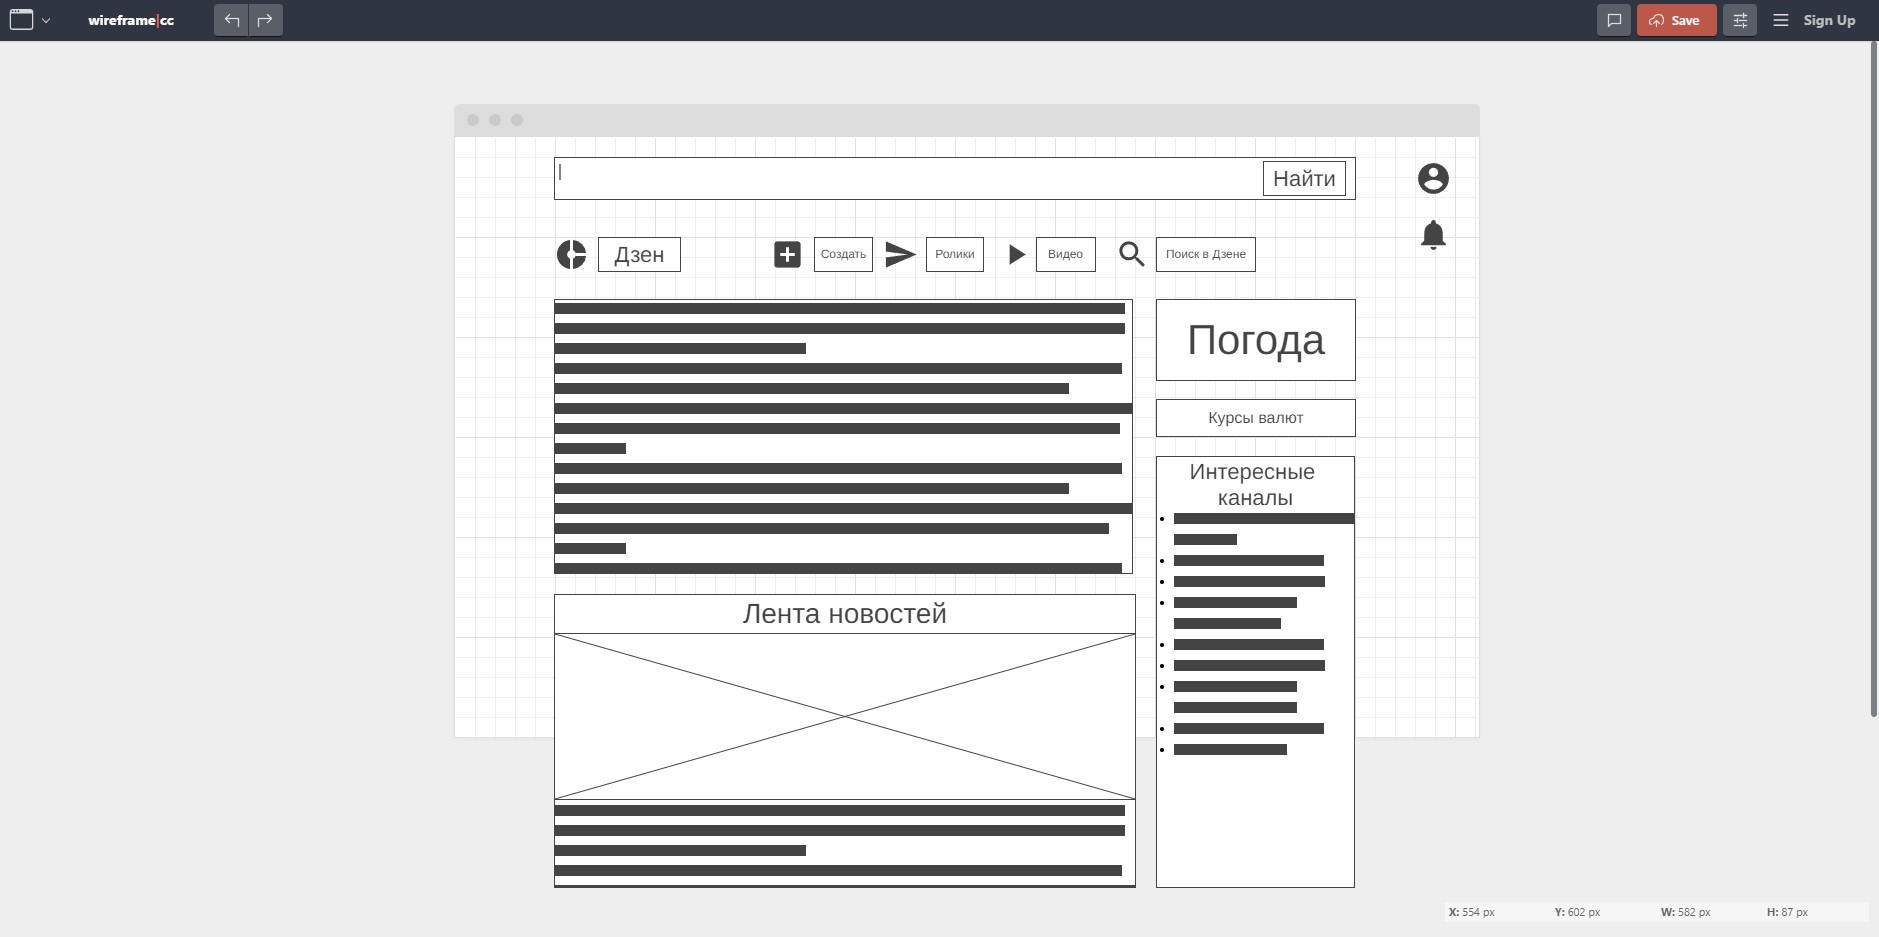 wireframe|cc
Save
Sign Up
Найти
Дзен
Создать
Ролики
Видео
Поиск в Дзене
Погода
Курсы валют
Интересные
каналы
Лента новостей
X: 554 px Y: 602 px W: 582 px H: 87 px